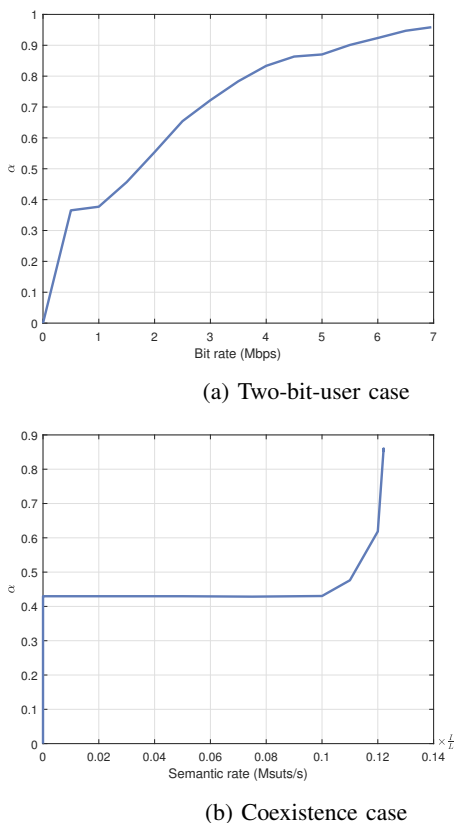 1
0.9
0.8
0.7
0.6
0.5
0.4
0.3
0.2
0.1
0
α
0 1 2 3 4 5 6 7
Bit rate (Mbps)
(a) Two-bit-user case
0.9
0.8
0.7
0.6
0.5
0.4
0.3
0.2
0.1
0
α
0 0.02 0.04 0.06 0.08 0.1 0.12 0.14
× I/L
Semantic rate (Msuts/s)
(b) Coexistence case